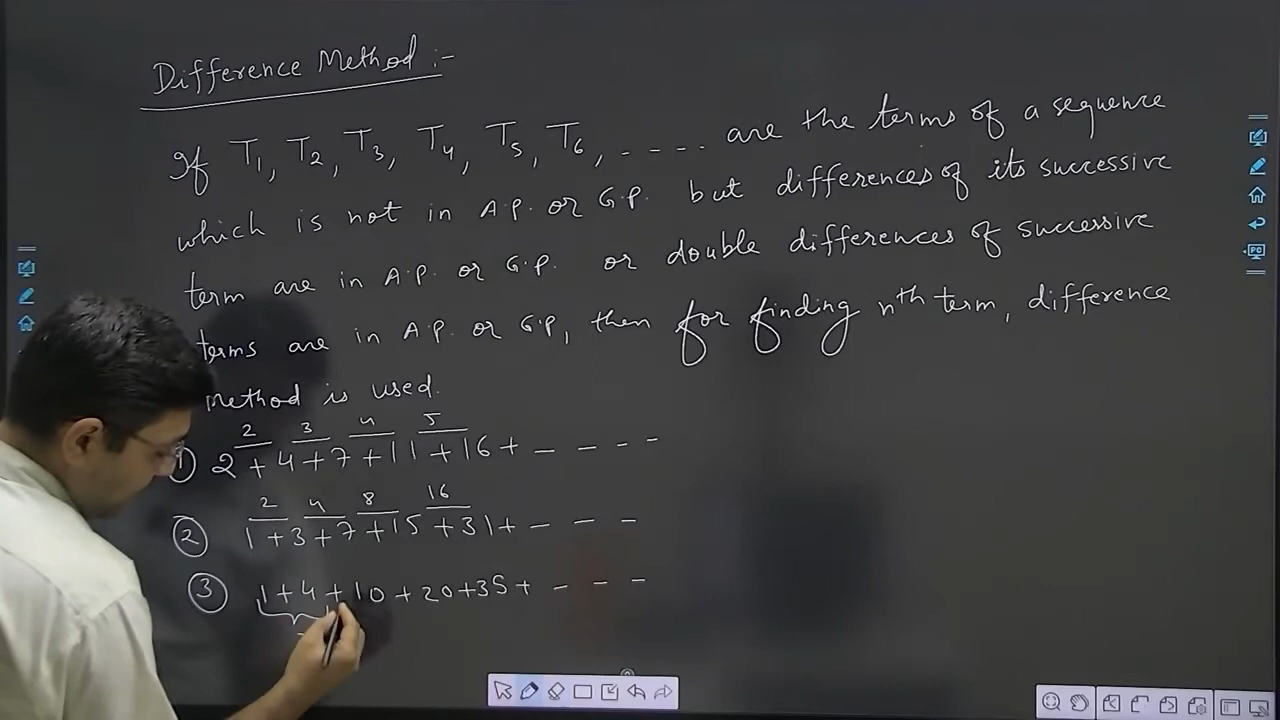 Difference Method :-
If T1, T2, T3, T4, T5, T6, - - - - are the terms of a sequence
which is not in A.P. or G.P. but differences of its successive
term are in A.P. or G.P. or double differences of successive
terms are in A.P. or G.P, then for finding nth term, difference
Method is used.
2 3 4 5
① 2 + 4 + 7 + 11 + 16 + - - - -
2 4 8 16
② 1 + 3 + 7 + 15 + 31 + - - -
③ 1 + 4 + 10 + 20 + 35 + - - -
PC